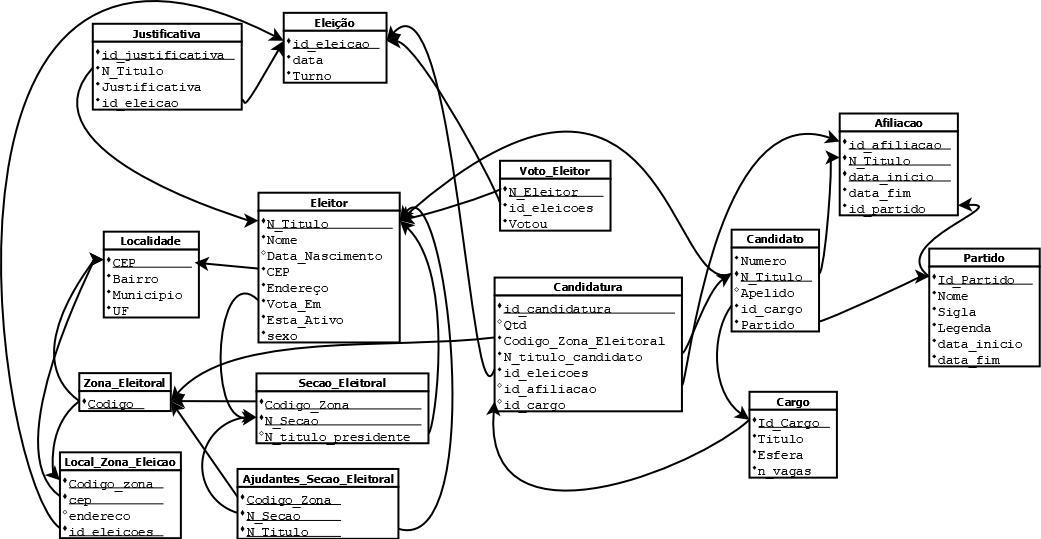 Justificativa
id_justificativa
N_Titulo
Justificativa
id_eleicao
Eleição
id_eleicao
data
Turno
Afiliacao
id_afiliacao
N_Titulo
data_inicio
data_fim
id_partido
Voto_Eleitor
N_Eleitor
id_eleicoes
Votou
Eleitor
N_Titulo
Nome
Data_Nascimento
CEP
Endereço
Vota_Em
Esta_Ativo
sexo
Localidade
CEP
Bairro
Municipio
UF
Candidato
Numero
N_Titulo
Apelido
id_cargo
Partido
Partido
Id_Partido
Nome
Sigla
Legenda
data_inicio
data_fim
Candidatura
id_candidatura
Qtd
Codigo_Zona_Eleitoral
N_titulo_candidato
id_eleicoes
id_afiliacao
id_cargo
Zona_Eleitoral
Codigo
Secao_Eleitoral
Codigo_Zona
N_Secao
N_titulo_presidente
Cargo
Id_Cargo
Titulo
Esfera
n_vagas
Local_Zona_Eleicao
Codigo_zona
cep
endereco
id_eleicoes
Ajudantes_Secao_Eleitoral
Codigo_Zona
N_Secao
N_Titulo